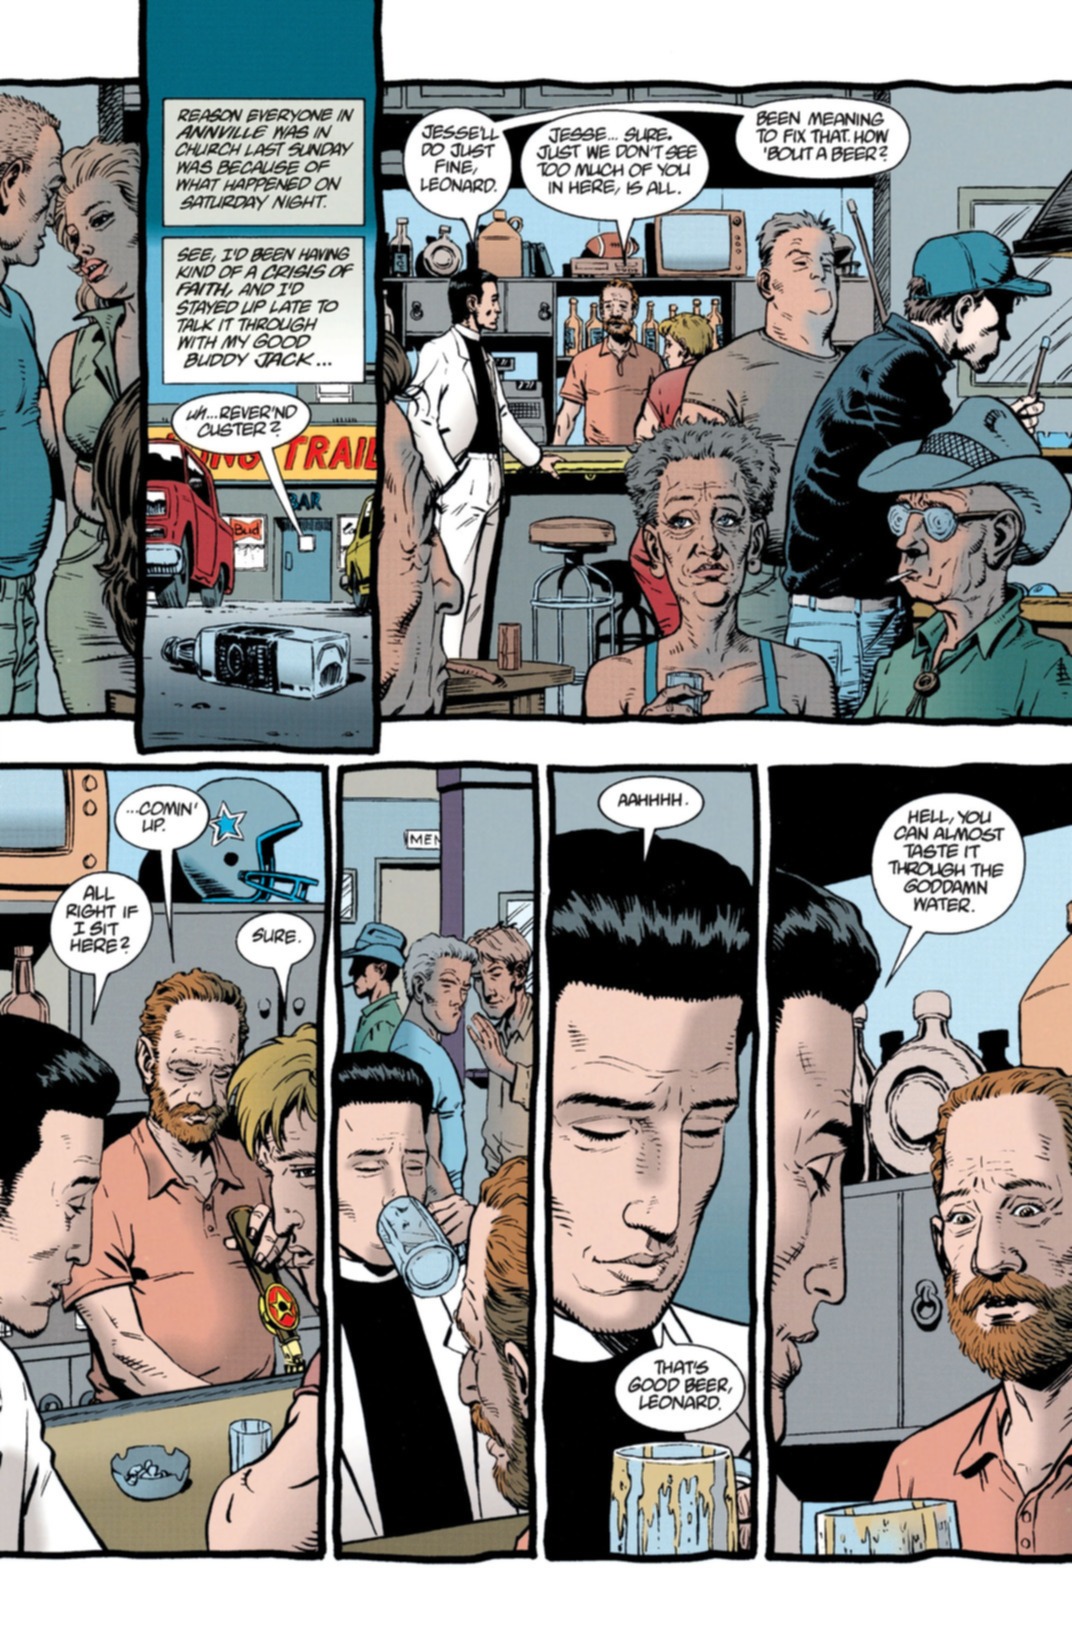 REASON EVERYONE IN
ANNVILLE WAS IN
CHURCH LAST SUNDAY
WAS BECAUSE OF
WHAT HAPPENED ON
SATURDAY NIGHT.
SEE, I'D BEEN HAVING
KIND OF A CRISIS OF
FAITH, AND I'D
STAYED UP LATE TO
TALK IT THROUGH
WITH MY GOOD
BUDDY JACK...
UH...REVER'ND
CUSTER?
ING TRAIL
BAR
Bud
JESSE'LL
DO JUST
FINE,
LEONARD.
JESSE... SURE.
JUST WE DON'T SEE
TOO MUCH OF YOU
IN HERE, IS ALL.
BEEN MEANING
TO FIX THAT. HOW
'BOUT A BEER?
...COMIN'
UP.
ALL
RIGHT IF
I SIT
HERE?
SURE.
MEN
AAHHHH.
THAT'S
GOOD BEER,
LEONARD.
HELL, YOU
CAN ALMOST
TASTE IT
THROUGH THE
GODDAMN
WATER.